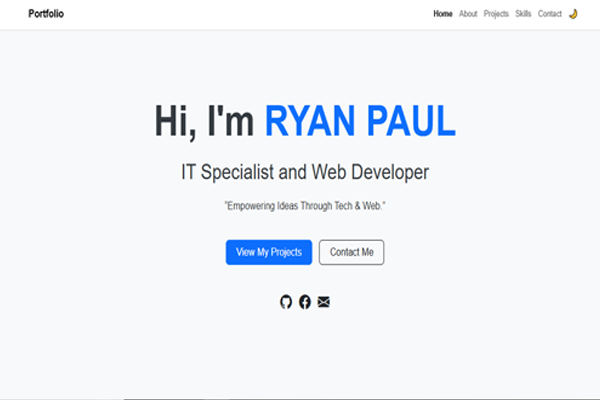 Portfolio
Home About Projects Skills Contact
Hi, I'm RYAN PAUL
IT Specialist and Web Developer
"Empowering Ideas Through Tech & Web."
View My Projects Contact Me